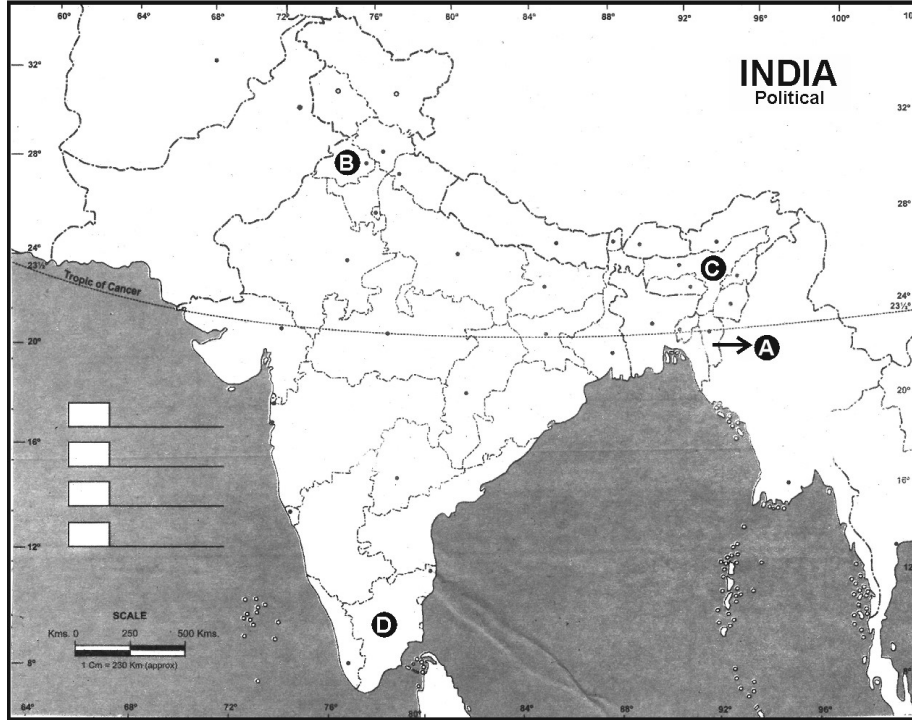 60° 64° 68° 72° 76° 80° 84° 88° 92° 96° 100°
INDIA
Political
32° 32°
28° B
28°
24° C
23½° 24°
Tropic of Cancer 23½°
20° A
20°
16°
16°
12°
SCALE
D
Kms. 0 250 500 Kms.
1 Cm = 230 Km (approx)
8°
64° 68° 72° 76° 80° 84° 88° 92° 96°